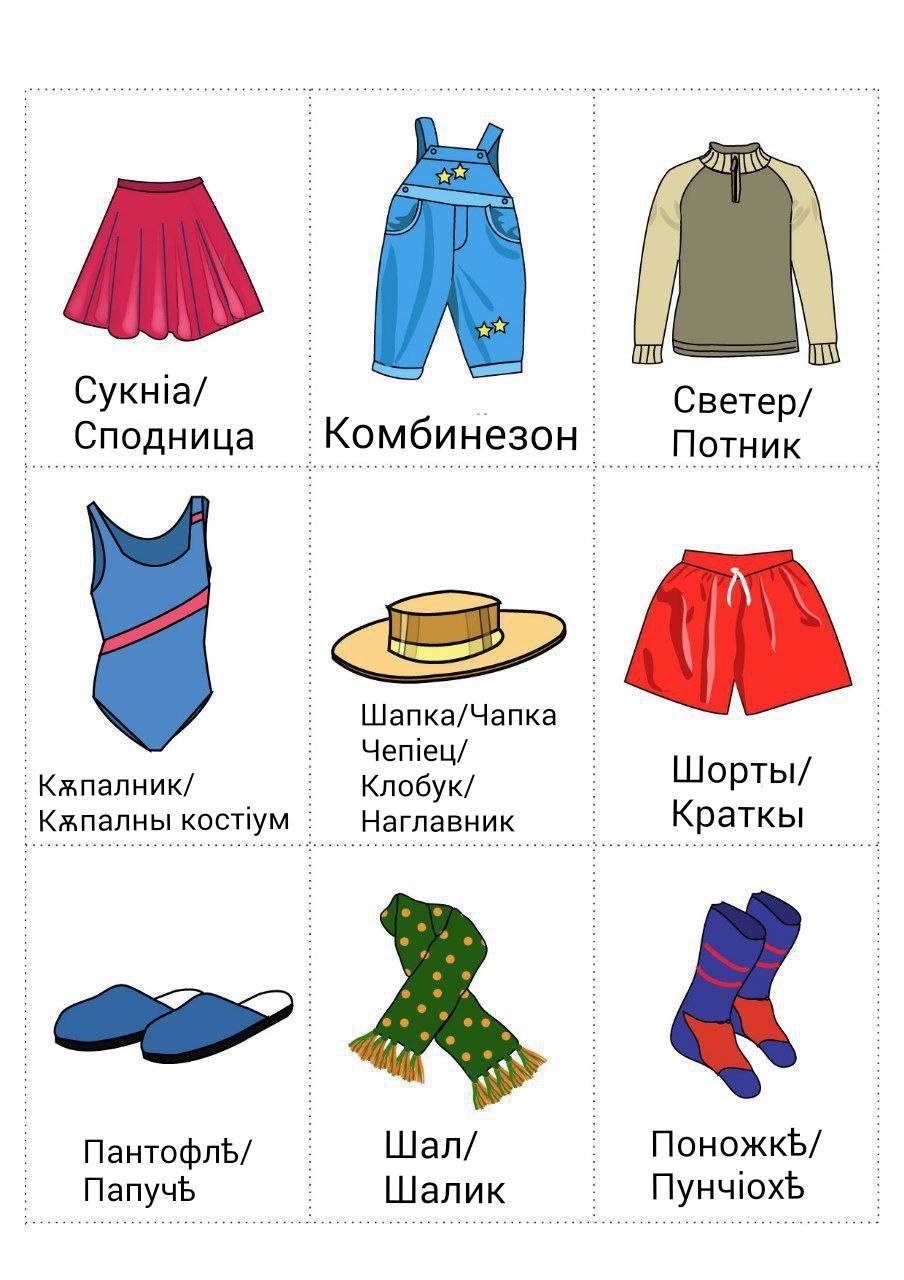 Сукніа/
Сподница
Комбинезон
Светер/
Потник
Кѫпалник/
Кѫпалны костіум
Шапка/Чапка
Чепіец/
Клобук/
Наглавник
Шорты/
Краткы
Пантофлѣ/
Папучѣ
Шал/
Шалик
Поножкѣ/
Пунчіохѣ